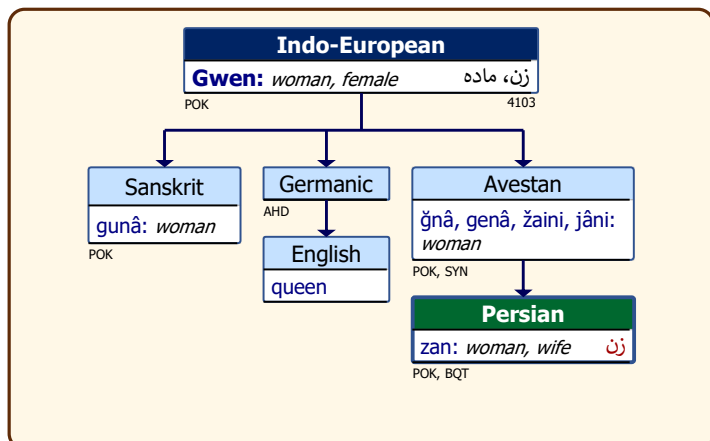 Indo-European
Gwen: woman, female زن، ماده
POK 4103
Sanskrit Germanic Avestan
gunâ: woman
POK
AHD
ğnâ, genâ, žaini, jâni:
woman
POK, SYN
English
queen
Persian
zan: woman, wife زن
POK, BQT